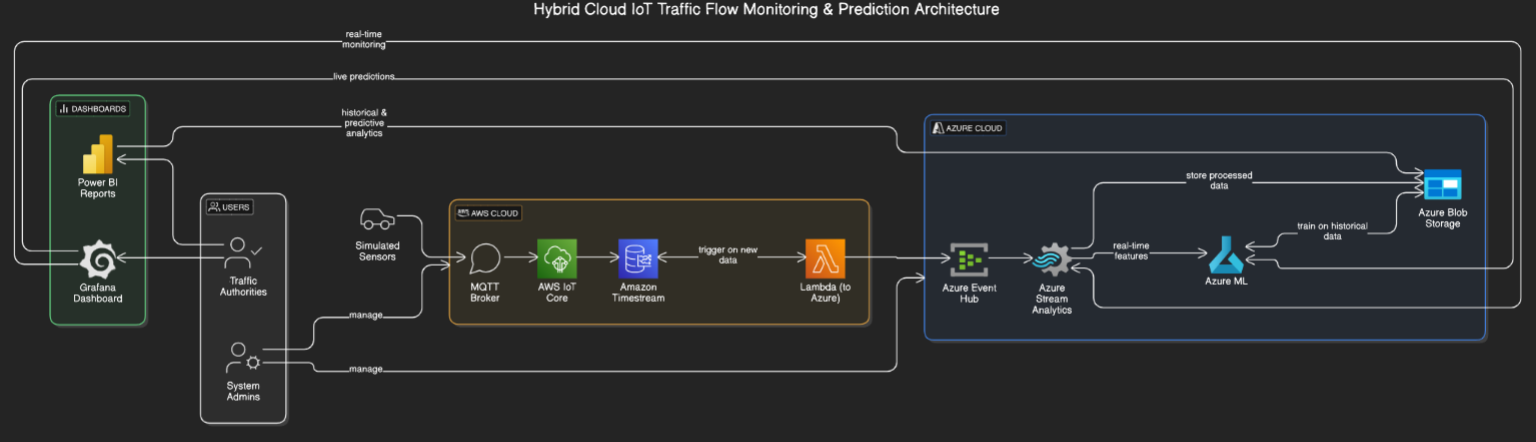 Hybrid Cloud IoT Traffic Flow Monitoring & Prediction Architecture
real-time
monitoring
live predictions
historical &
predictive
analytics
DASHBOARDS
Power BI
Reports
Grafana
Dashboard
USERS
Traffic
Authorities
System
Admins
manage
manage
Simulated
Sensors
AWS CLOUD
MQTT
Broker
AWS IoT
Core
Amazon
Timestream
trigger on new
data
Lambda (to
Azure)
AZURE CLOUD
Azure Event
Hub
Azure
Stream
Analytics
store processed
data
real-time
features
Azure ML
train on historical
data
Azure Blob
Storage